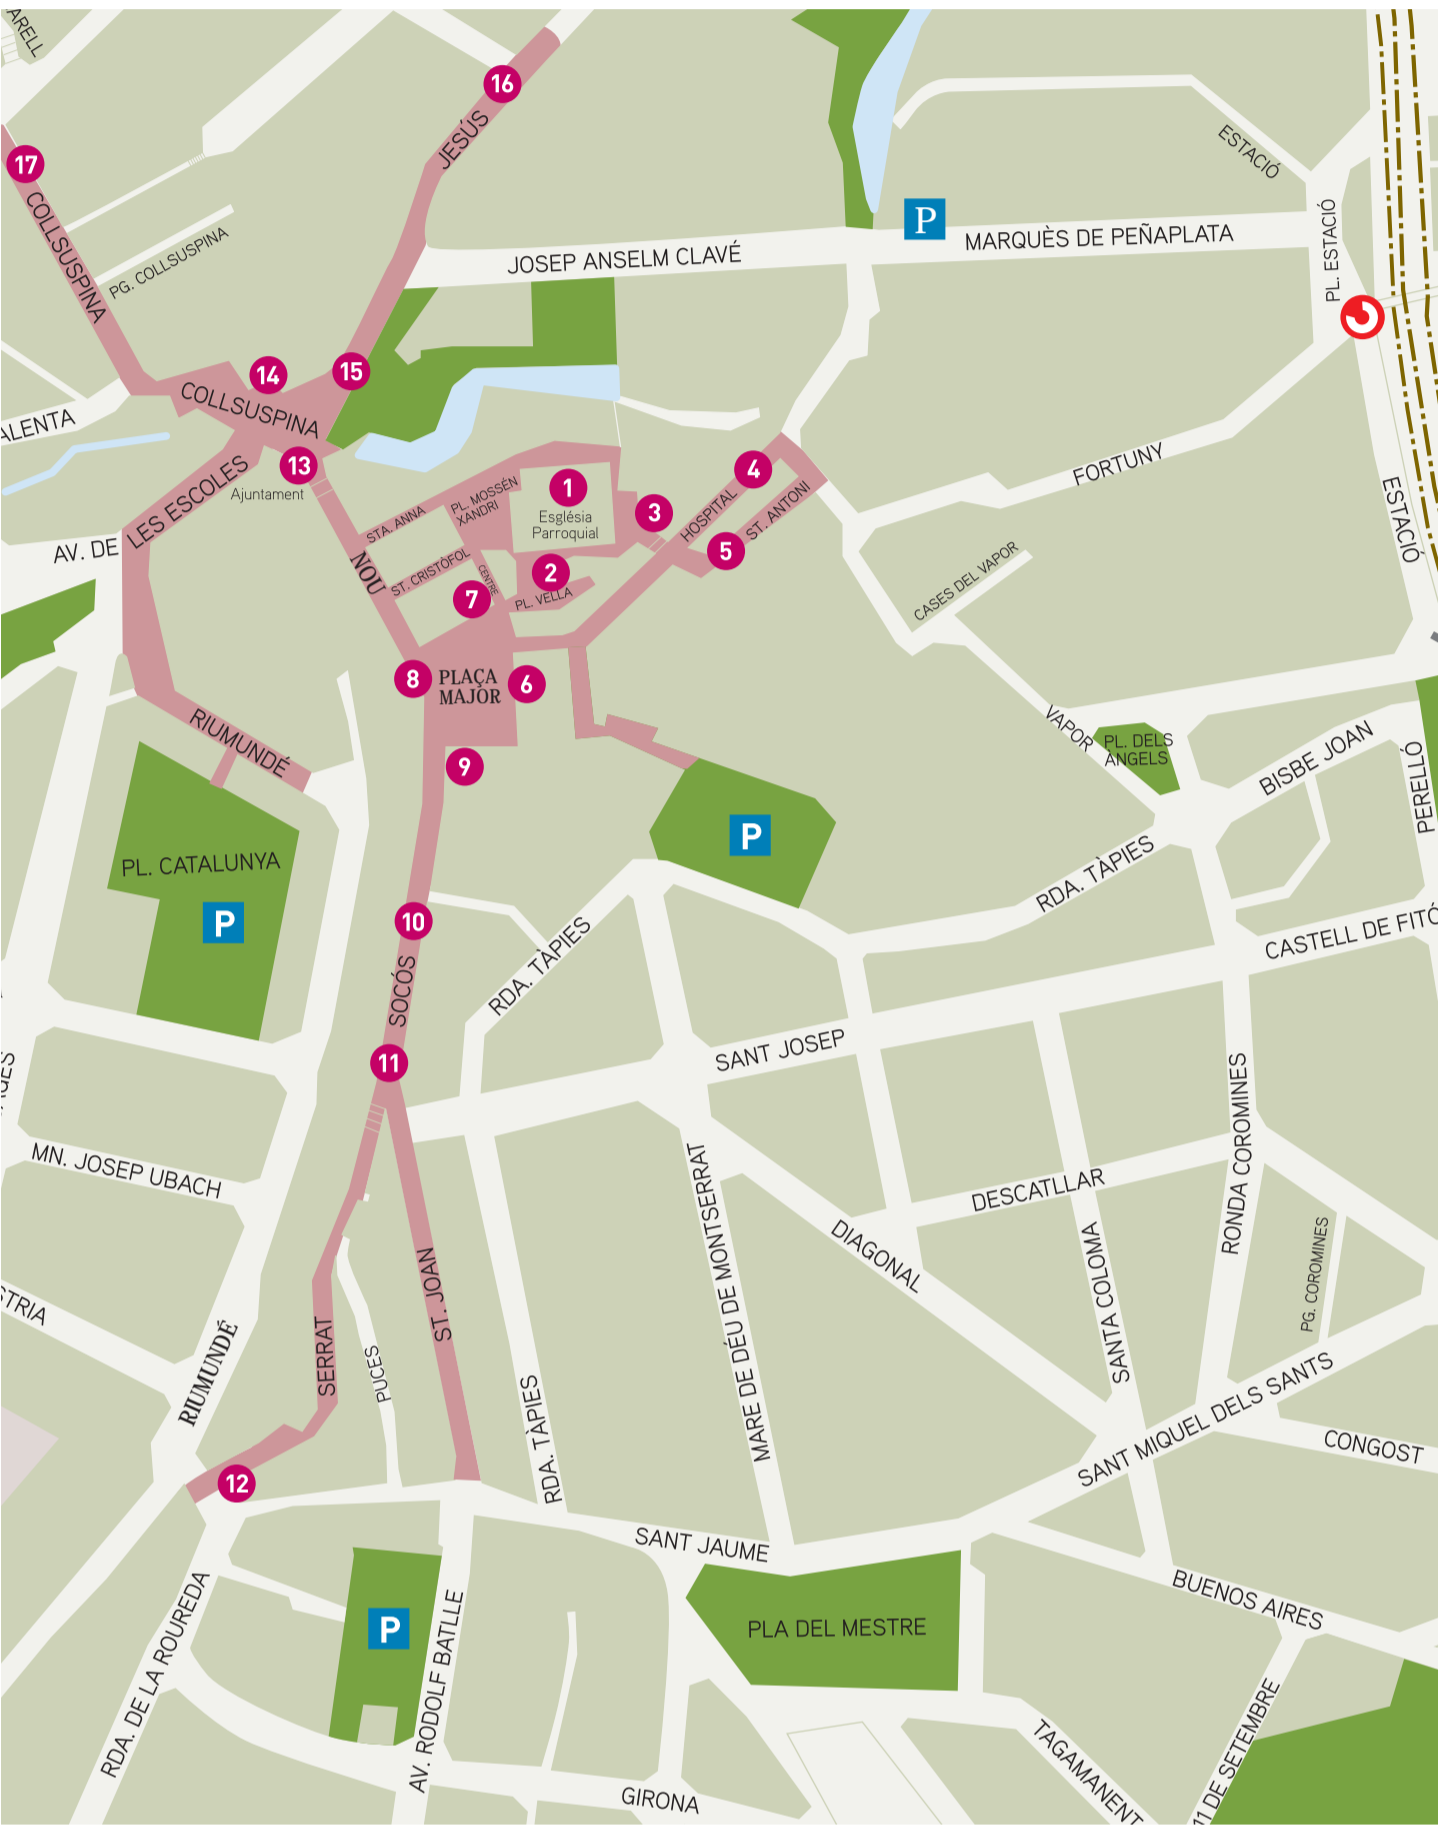 16
JESÚS
17
COLLSUSPINA
PG. COLLSUSPINA
ESTACIÓ
PL. ESTACIÓ
P
MARQUÈS DE PEÑAPLATA
JOSEP ANSELM CLAVÉ
14
15
COLLSUSPINA
13
Ajuntament
LES ESCOLES
AV. DE
STA. ANNA
PL. MOSSÈN
XANDRI
1
Església
Parroquial
3
4
HOSPITAL
ST. ANTONI
5
FORTUNY
ESTACIÓ
NOU
ST. CRISTÒFOL
CENTRE
2
PL. VELLA
7
CASES DEL VAPOR
8
PLAÇA
MAJOR
6
9
RIUMUNDÉ
VAPOR
PL. DELS
ÀNGELS
BISBE JOAN
PERELLÓ
P
PL. CATALUNYA
P
RDA. TÀPIES
10
RDA. TÀPIES
CASTELL DE FITÓ
SOCÓS
11
SANT JOSEP
RONDA COROMINES
MN. JOSEP UBACH
DESCATLLAR
MARE DE DÉU DE MONTSERRAT
DIAGONAL
SANTA COLOMA
PG. COROMINES
ST. JOAN
SERRAT
PUCES
RIUMUNDÉ
RDA. TÀPIES
SANT MIQUEL DELS SANTS
CONGOST
12
SANT JAUME
BUENOS AIRES
P
PLA DEL MESTRE
RDA. DE LA ROUREDA
AV. RODOLF BATLLE
GIRONA
TAGAMANENT
11 DE SETEMBRE